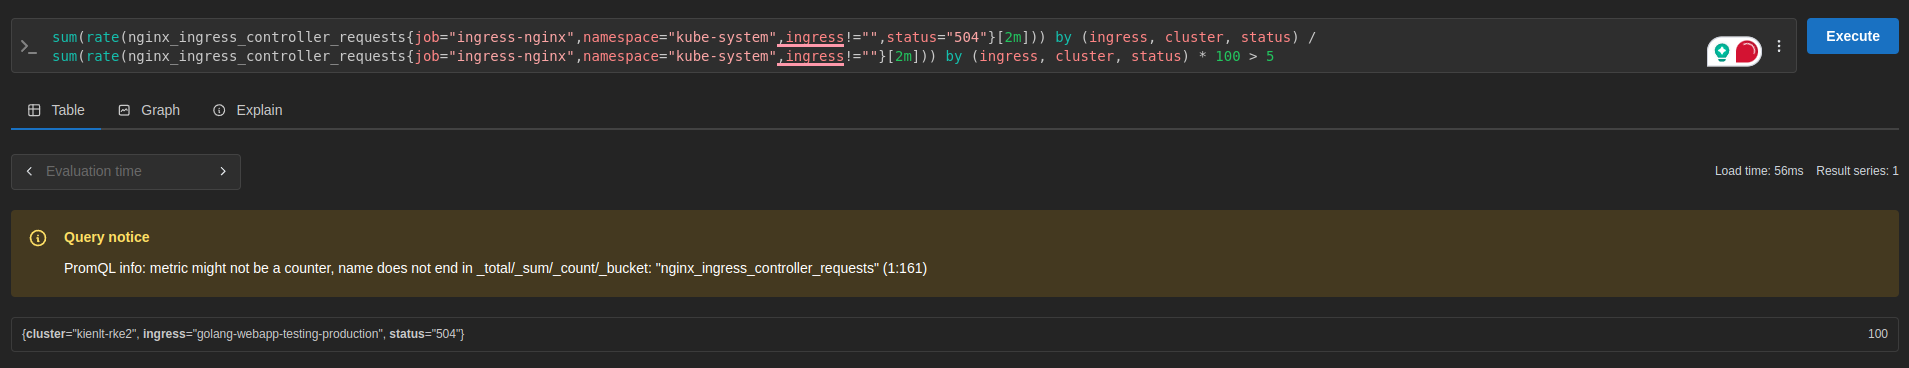 sum(rate(nginx_ingress_controller_requests{job="ingress-nginx",namespace="kube-system",ingress!="",status="504"}[2m])) by (ingress, cluster, status) /
sum(rate(nginx_ingress_controller_requests{job="ingress-nginx",namespace="kube-system",ingress!=""}[2m])) by (ingress, cluster, status) * 100 > 5
Execute
Table Graph Explain
Evaluation time
Load time: 56ms Result series: 1
Query notice
PromQL info: metric might not be a counter, name does not end in _total/_sum/_count/_bucket: "nginx_ingress_controller_requests" (1:161)
{cluster="kienlt-rke2", ingress="golang-webapp-testing-production", status="504"} 100